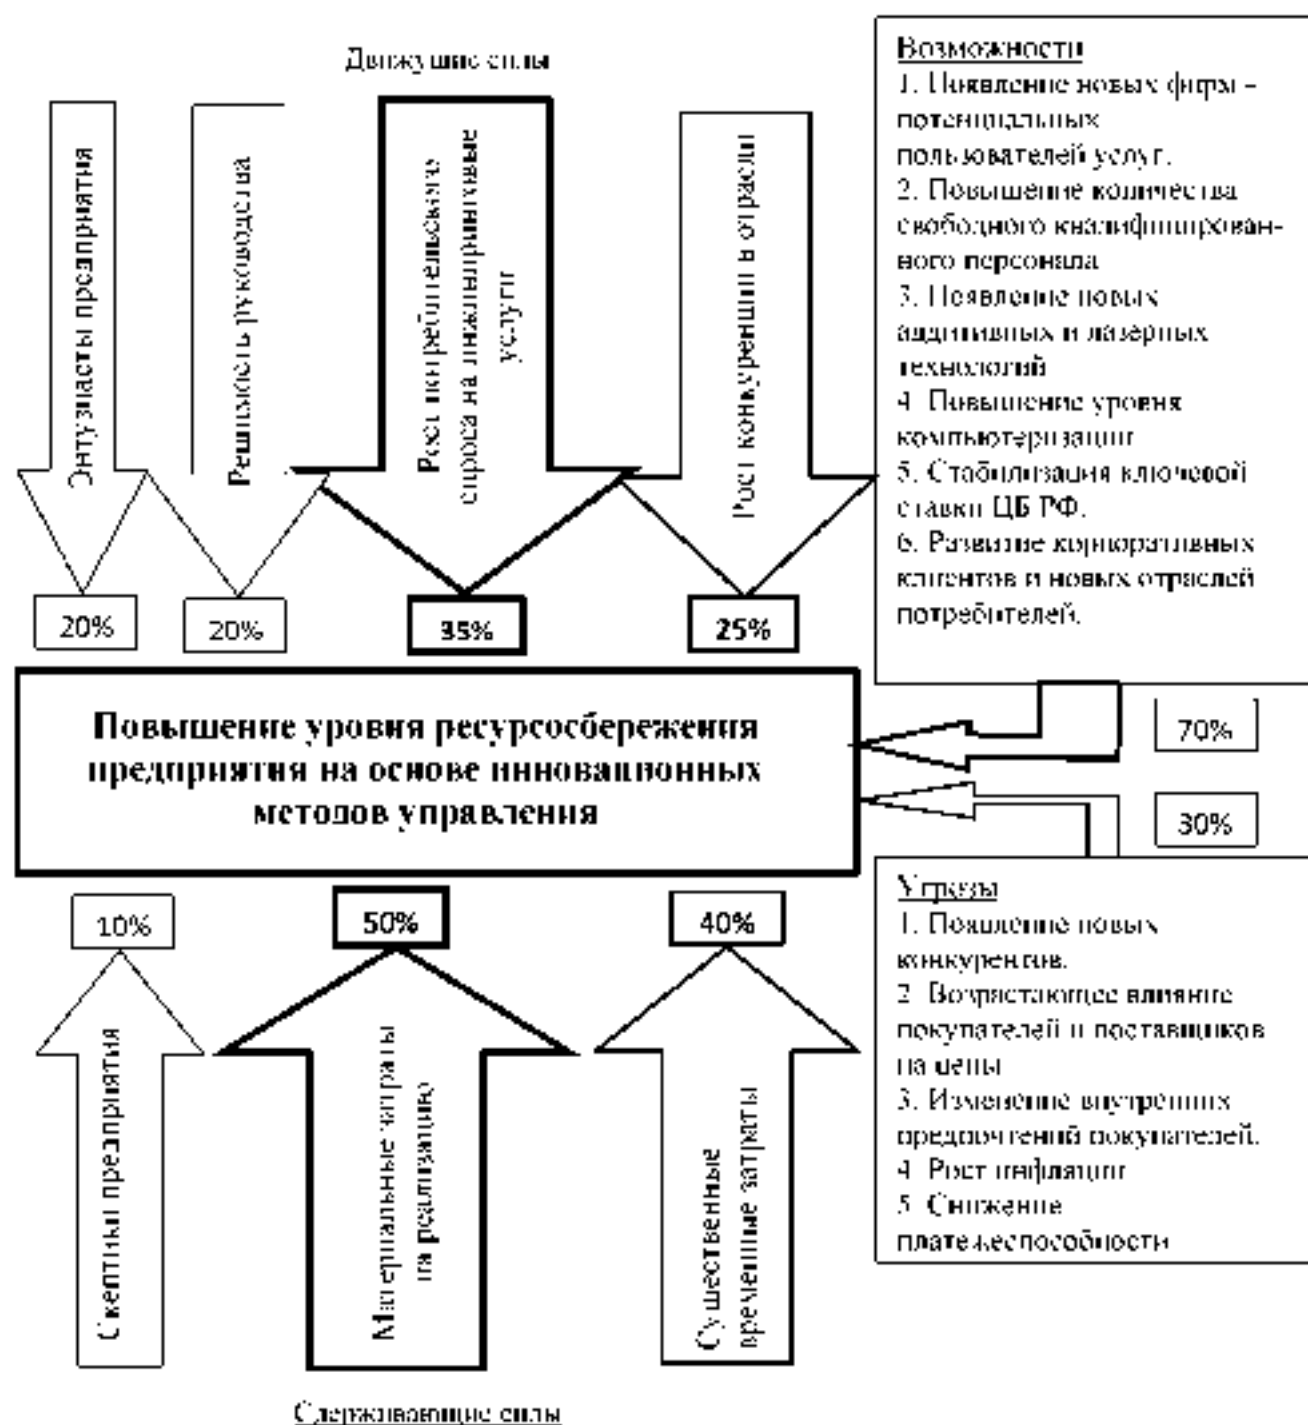 Движущие силы
Энтузиасты предприятия
Решимость руководства
Рост потребительского
спроса на инжиниринговые
услуги
Рост конкуренции в отрасли
20%
20%
35%
25%
Возможности
1. Появление новых фирм –
потенциальных
пользователей услуг.
2. Повышение количества
свободного квалифицирован-
ного персонала
3. Появление новых
аддитивных и лазерных
технологий
4. Повышение уровня
компьютеризации
5. Стабилизация ключевой
ставки ЦБ РФ.
6. Развитие корпоративных
клиентов и новых отраслей
потребителей.
Повышение уровня ресурсосбережения
предприятия на основе инновационных
методов управления
70%
30%
10%
50%
40%
Скептики предприятия
Материальные затраты
на реализацию
Существенные
временные затраты
Угрозы
1. Появление новых
конкурентов.
2. Возрастающее влияние
покупателей и поставщиков
на цены
3. Изменение внутренних
предпочтений покупателей.
4. Рост инфляции
5. Снижение
платежеспособности
Сдерживающие силы